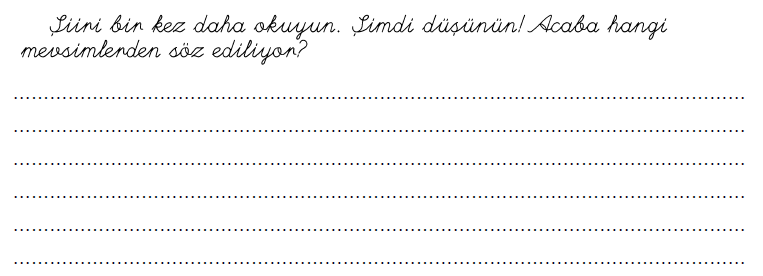 Şiiri bir kez daha okuyun. Şimdi düşünün! Acaba hangi
mevsimlerden söz ediliyor?